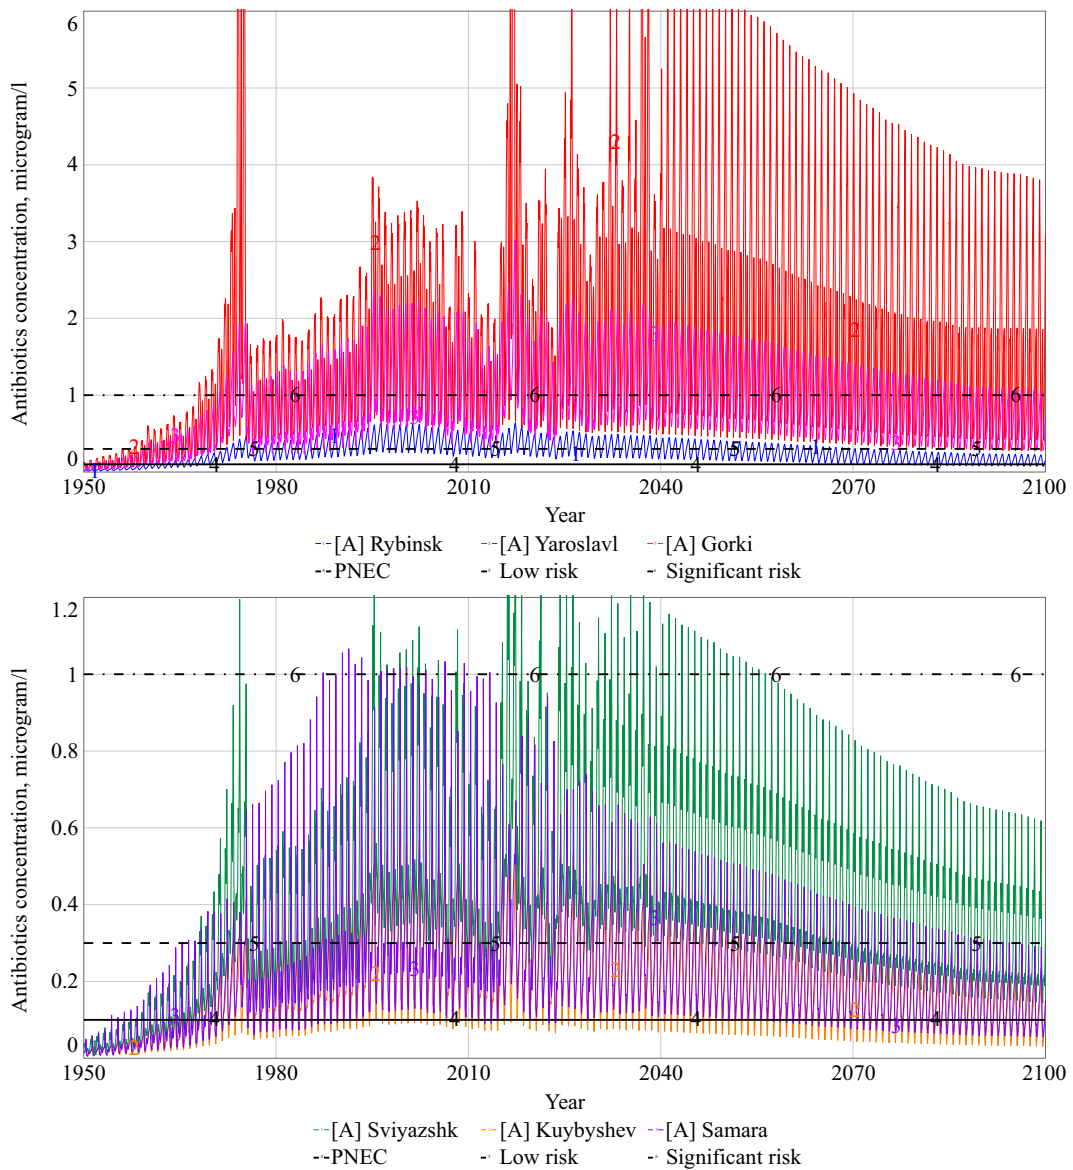 Antibiotics concentration, microgram/l
6
5
4
3
2
1
0
1950 1980 2010 2040 2070 2100
Year
[A] Rybinsk [A] Yaroslavl [A] Gorki
PNEC Low risk Significant risk
Antibiotics concentration, microgram/l
1.2
1
0.8
0.6
0.4
0.2
0
1950 1980 2010 2040 2070 2100
Year
[A] Sviyazshk [A] Kuybyshev [A] Samara
PNEC Low risk Significant risk